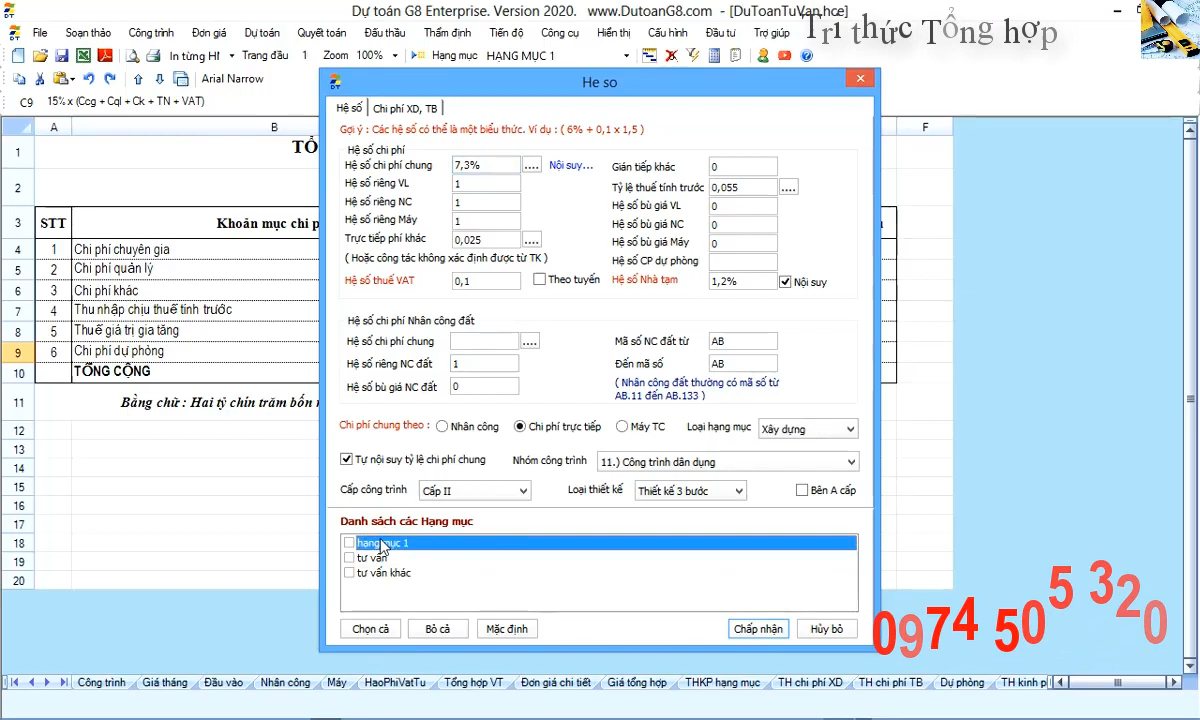 Dự toán G8 Enterprise. Version 2020. www.DutoanG8.com - [DuToanTuVan.hce]
Tri thức Tổng hợp
File Soạn thảo Công trình Đơn giá Dự toán Quyết toán Đấu thầu Thẩm định Tiến độ Công cụ Hiển thị Cấu hình Đầu tư Trợ giúp
In từng Hf Trang đầu 1 Zoom 100% Hạng mục HẠNG MỤC 1
Arial Narrow
C9 15% x (Ccg + Cql + Ck + TN + VAT)
A B F
1 TỔ
2
3 STT Khoản mục chi p
4 1 Chi phí chuyên gia
5 2 Chi phí quản lý
6 3 Chi phí khác
7 4 Thu nhập chịu thuế tính trước
8 5 Thuế giá trị gia tăng
9 6 Chi phí dự phòng
10 TỔNG CỘNG
11 Bằng chữ : Hai tỷ chín trăm bốn
12
13
14
15
16
17
18
19
20
He so
Hệ số Chi phí XD, TB
Gợi ý : Các hệ số có thể là một biểu thức. Ví dụ : ( 6% + 0,1 x 1,5 )
Hệ số chi phí
Hệ số chi phí chung 7,3% .... Nội suy... Gián tiếp khác 0
Hệ số riêng VL 1 Tỷ lệ thuế tính trước 0,055 ....
Hệ số riêng NC 1 Hệ số bù giá VL 0
Hệ số riêng Máy 1 Hệ số bù giá NC 0
Trực tiếp phí khác 0,025 .... Hệ số bù giá Máy 0
( Hoặc công tác không xác định được từ TK ) Hệ số CP dự phòng
Hệ số thuế VAT 0,1 Theo tuyến Hệ số Nhà tạm 1,2% Nội suy
Hệ số chi phí Nhân công đất
Hệ số chi phí chung .... Mã số NC đất từ AB
Hệ số riêng NC đất 1 Đến mã số AB
Hệ số bù giá NC đất 0 ( Nhân công đất thường có mã số từ
AB.11 đến AB.133 )
Chi phí chung theo : Nhân công Chi phí trực tiếp Máy TC Loại hạng mục Xây dựng
Tự nội suy tỷ lệ chi phí chung Nhóm công trình 11.) Công trình dân dụng
Cấp công trình Cấp II Loại thiết kế Thiết kế 3 bước Bên A cấp
Danh sách các Hạng mục
hạng mục 1
tư vấn
tư vấn khác
Chọn cả Bỏ cả Mặc định Chấp nhận Hủy bỏ
0974 505 320
Công trình Giá tháng Đầu vào Nhân công Máy HaoPhiVatTu Tổng hợp VT Đơn giá chi tiết Giá tổng hợp THKP hạng mục TH chi phí XD TH chi phí TB Dự phòng TH kinh p